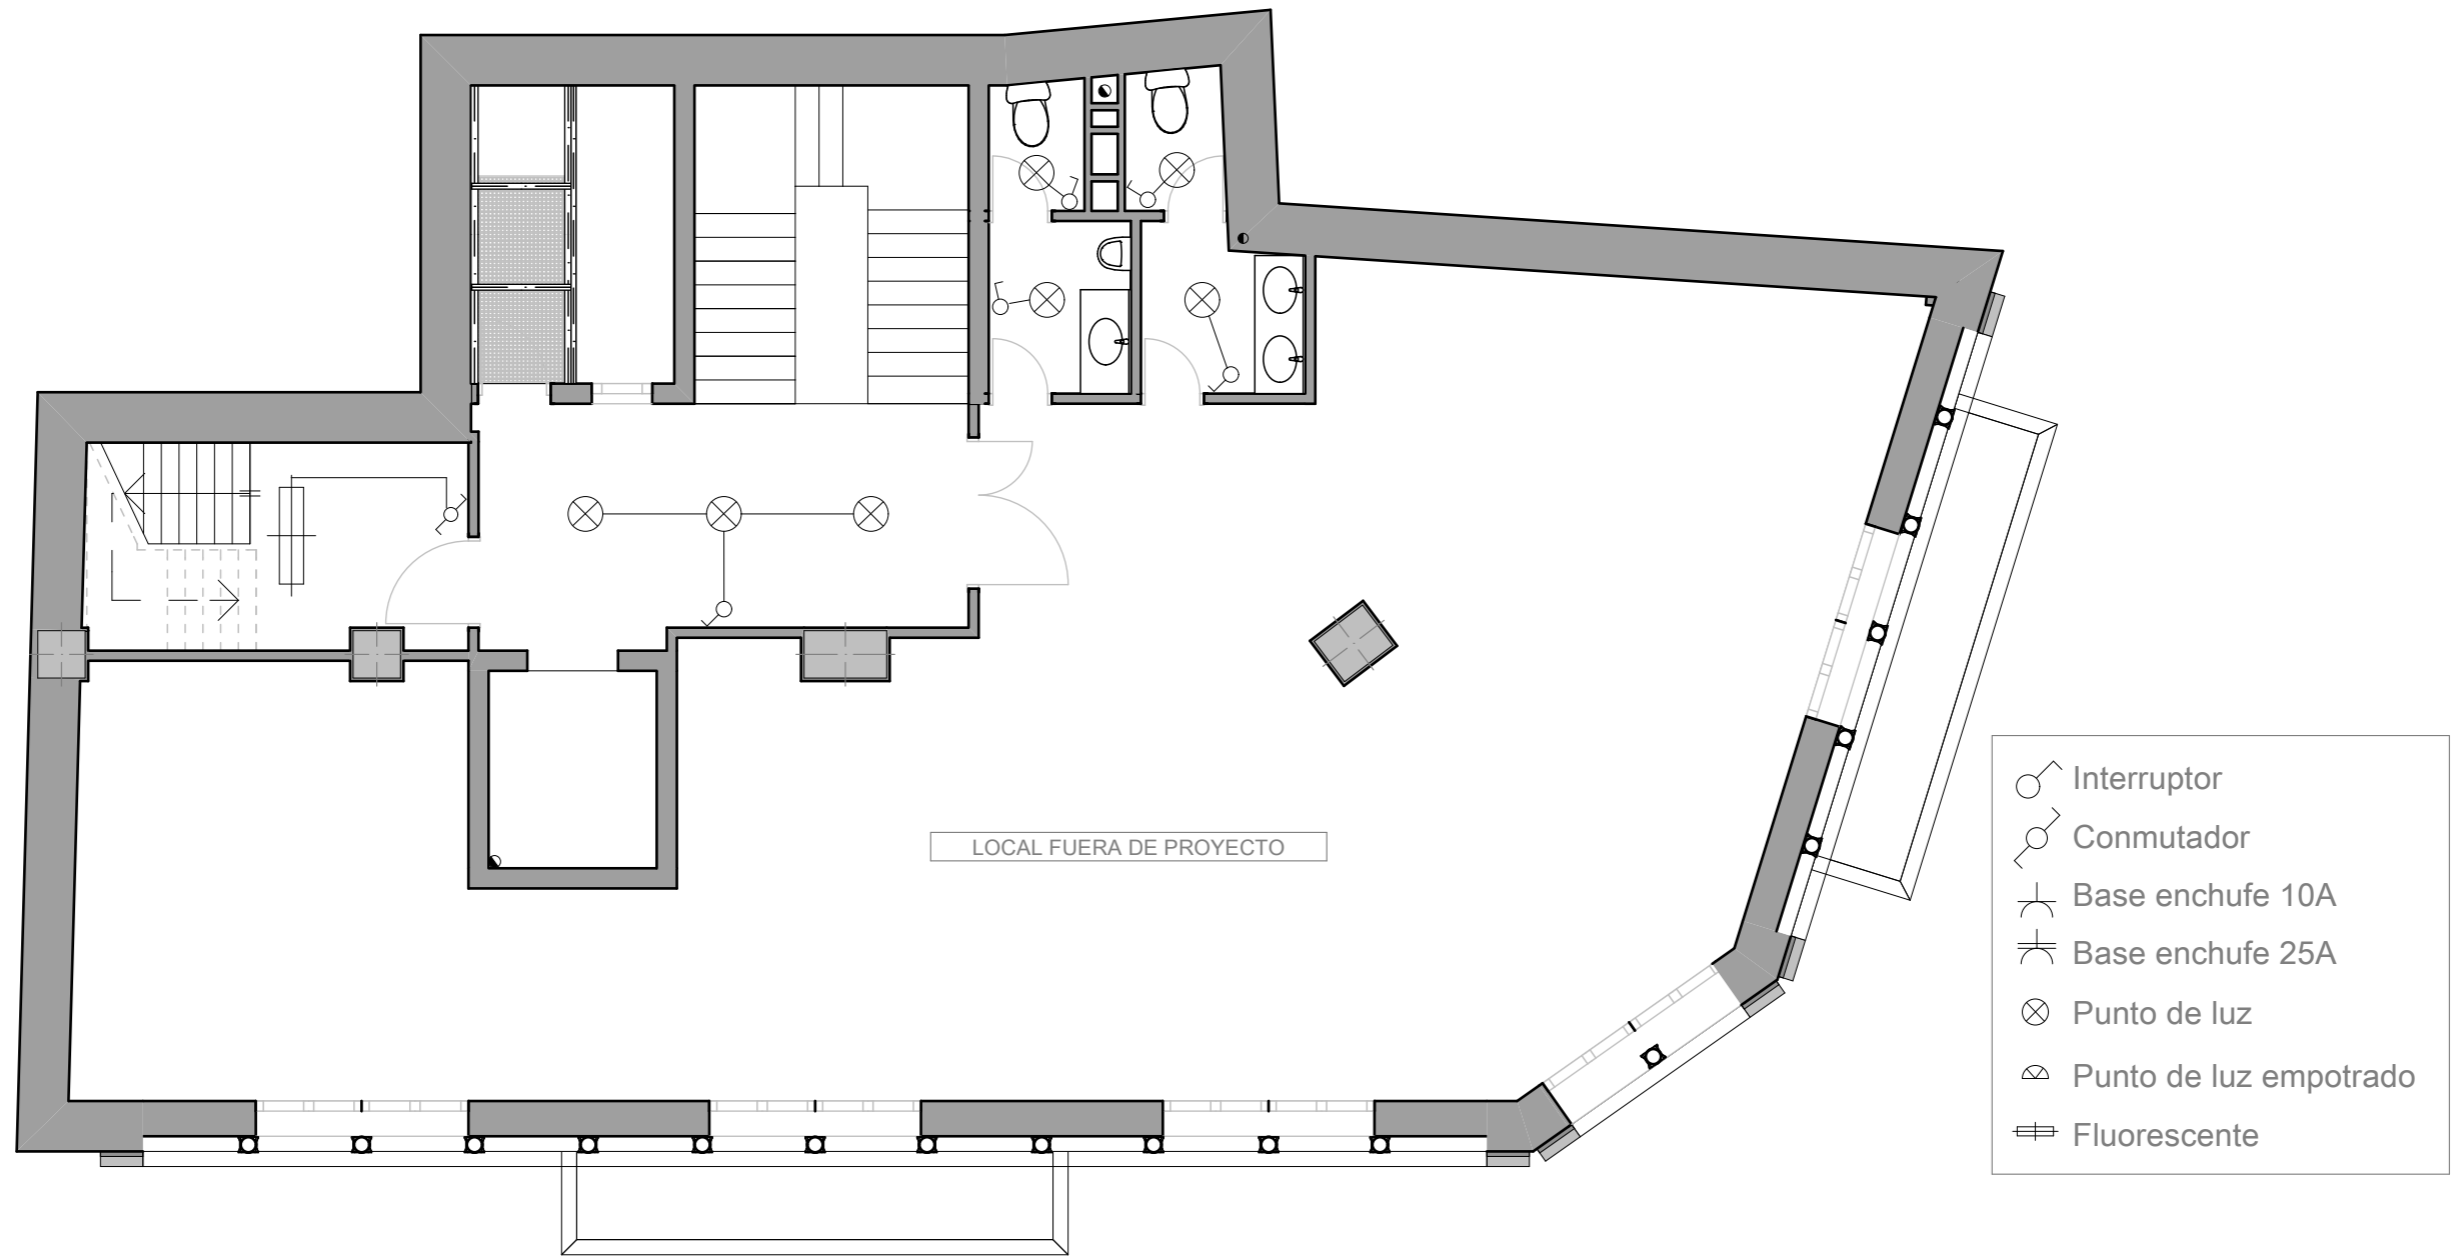 LOCAL FUERA DE PROYECTO
Interruptor
Conmutador
Base enchufe 10A
Base enchufe 25A
Punto de luz
Punto de luz empotrado
Fluorescente